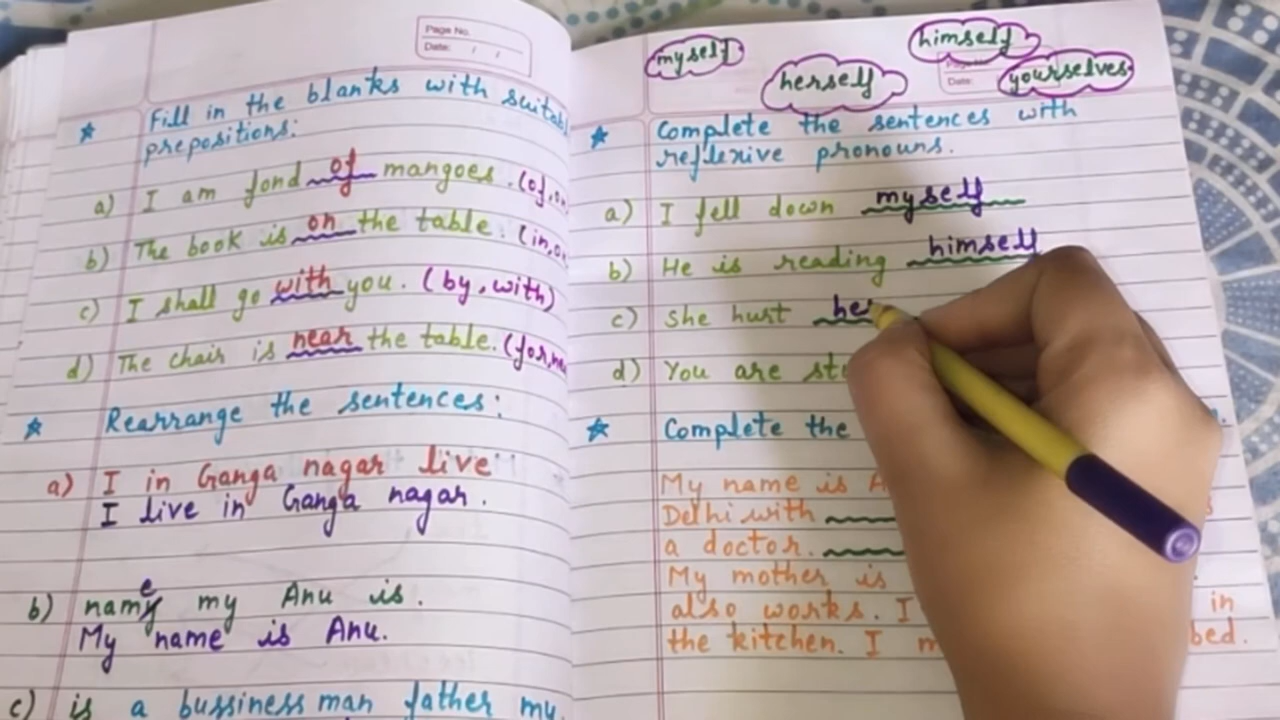 Page No.
Date: / /
Fill in the blanks with
prepositions:
a) I am fond of mangoes. (of,
b) The book is on the table. (in,
c) I shall go with you. (by, with)
d) The chair is near the table. (for,
Rearrange the sentences:
a) I in Ganga nagar live
I live in Ganga nagar.
b) name my Anu is.
My name is Anu.
c) is a bussiness man father my
myself
herself
himself
yourselves
Date:
Complete the sentences with
reflexive pronouns.
a) I fell down myself
b) He is reading himself
c) She hurt her
d) You are
Complete the
My name is
Delhi with
a doctor.
My mother is
also works. I in
the kitchen. I bed.